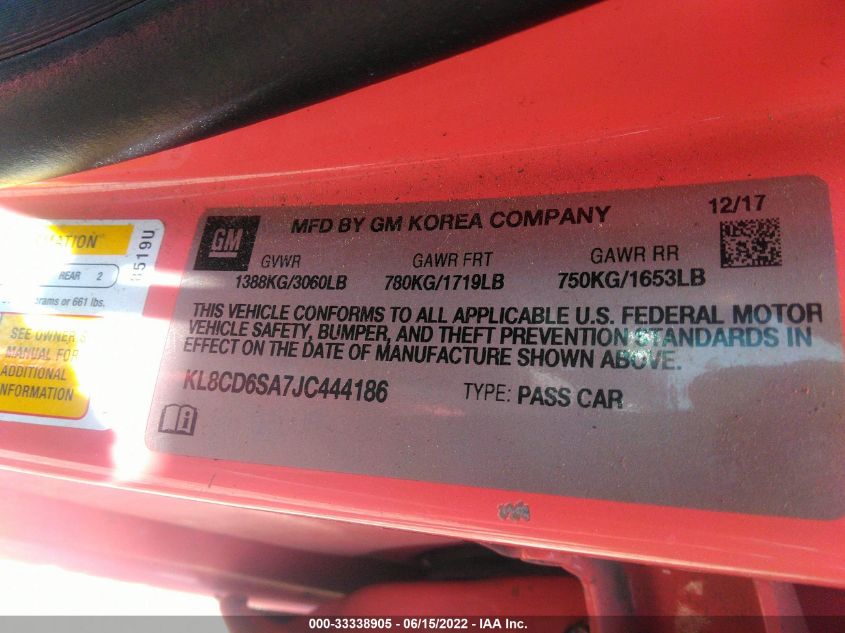 MFD BY GM KOREA COMPANY
12/17
GM
GVWR GAWR FRT GAWR RR
1388KG/3060LB 780KG/1719LB 750KG/1653LB
THIS VEHICLE CONFORMS TO ALL APPLICABLE U.S. FEDERAL MOTOR
VEHICLE SAFETY, BUMPER, AND THEFT PREVENTION STANDARDS IN
EFFECT ON THE DATE OF MANUFACTURE SHOWN ABOVE.
KL8CD6SA7JC444186 TYPE: PASS CAR
REAR 2
or 661 lbs.
SEE OWNER'S
MANUAL FOR
ADDITIONAL
INFORMATION
000-33338905 - 06/15/2022 - IAA Inc.